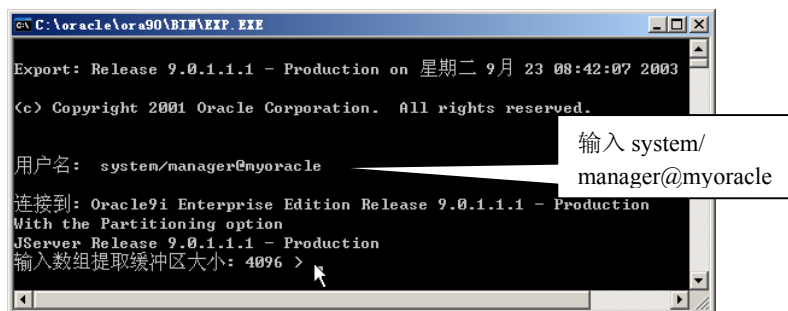 C:\oracle\ora90\BIN\EXP.EXE
Export: Release 9.0.1.1.1 - Production on 星期二 9月 23 08:42:07 2003
(c) Copyright 2001 Oracle Corporation.  All rights reserved.
用户名:  system/manager@myoracle
输入 system/
manager@myoracle
连接到: Oracle9i Enterprise Edition Release 9.0.1.1.1 - Production
With the Partitioning option
JServer Release 9.0.1.1.1 - Production
输入数组提取缓冲区大小: 4096 >